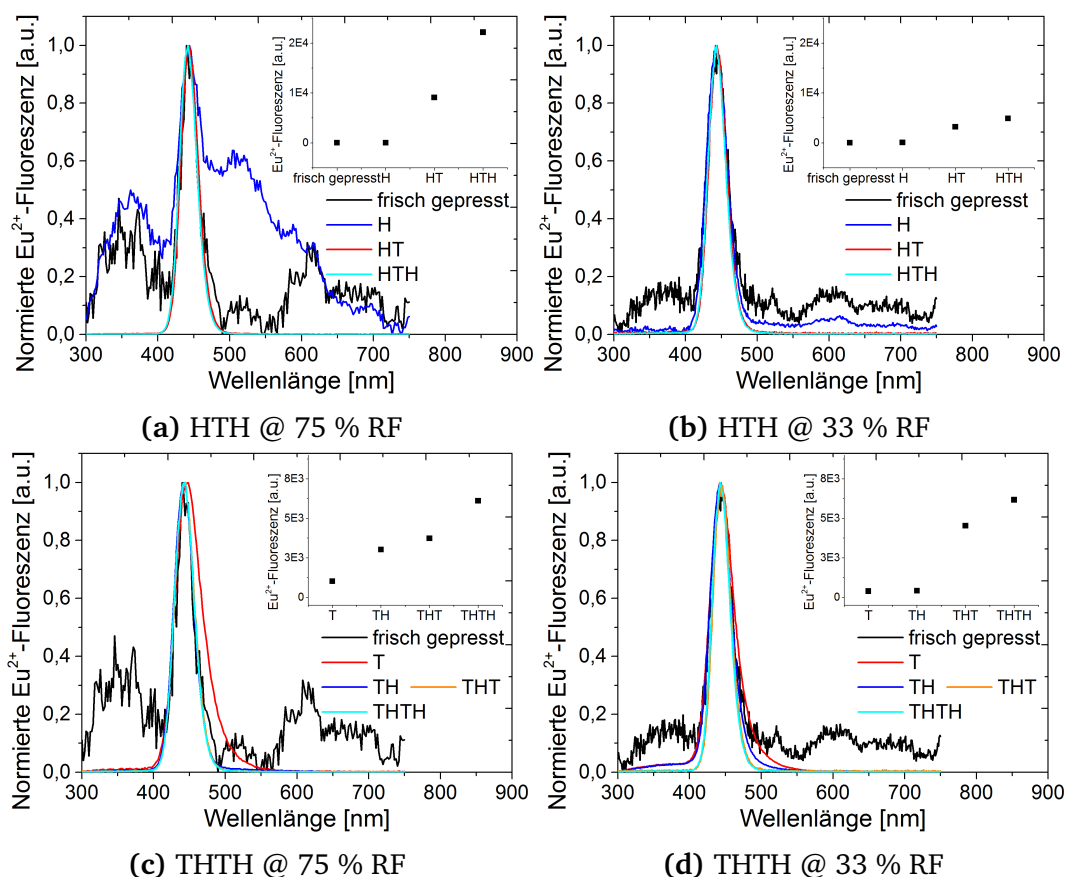 Normierte Eu²⁺-Fluoreszenz [a.u.]
1,0
0,8
0,6
0,4
0,2
0,0
300 400 500 600 700 800 900
Wellenlänge [nm]
Eu²⁺-Fluoreszenz [a.u.]
2E4
1E4
0
frisch gepresst H HT HTH
frisch gepresst
H
HT
HTH
(a) HTH @ 75 % RF
Normierte Eu²⁺-Fluoreszenz [a.u.]
1,0
0,8
0,6
0,4
0,2
0,0
300 400 500 600 700 800 900
Wellenlänge [nm]
Eu²⁺-Fluoreszenz [a.u.]
2E4
1E4
0
frisch gepresst H HT HTH
frisch gepresst
H
HT
HTH
(b) HTH @ 33 % RF
Normierte Eu²⁺-Fluoreszenz [a.u.]
1,0
0,8
0,6
0,4
0,2
0,0
300 400 500 600 700 800 900
Wellenlänge [nm]
Eu²⁺-Fluoreszenz [a.u.]
8E3
5E3
3E3
0
T TH THT THTH
frisch gepresst
T
TH THT
THTH
(c) THTH @ 75 % RF
Normierte Eu²⁺-Fluoreszenz [a.u.]
1,0
0,8
0,6
0,4
0,2
0,0
300 400 500 600 700 800 900
Wellenlänge [nm]
Eu²⁺-Fluoreszenz [a.u.]
8E3
5E3
3E3
0
T TH THT THTH
frisch gepresst
T
TH THT
THTH
(d) THTH @ 33 % RF